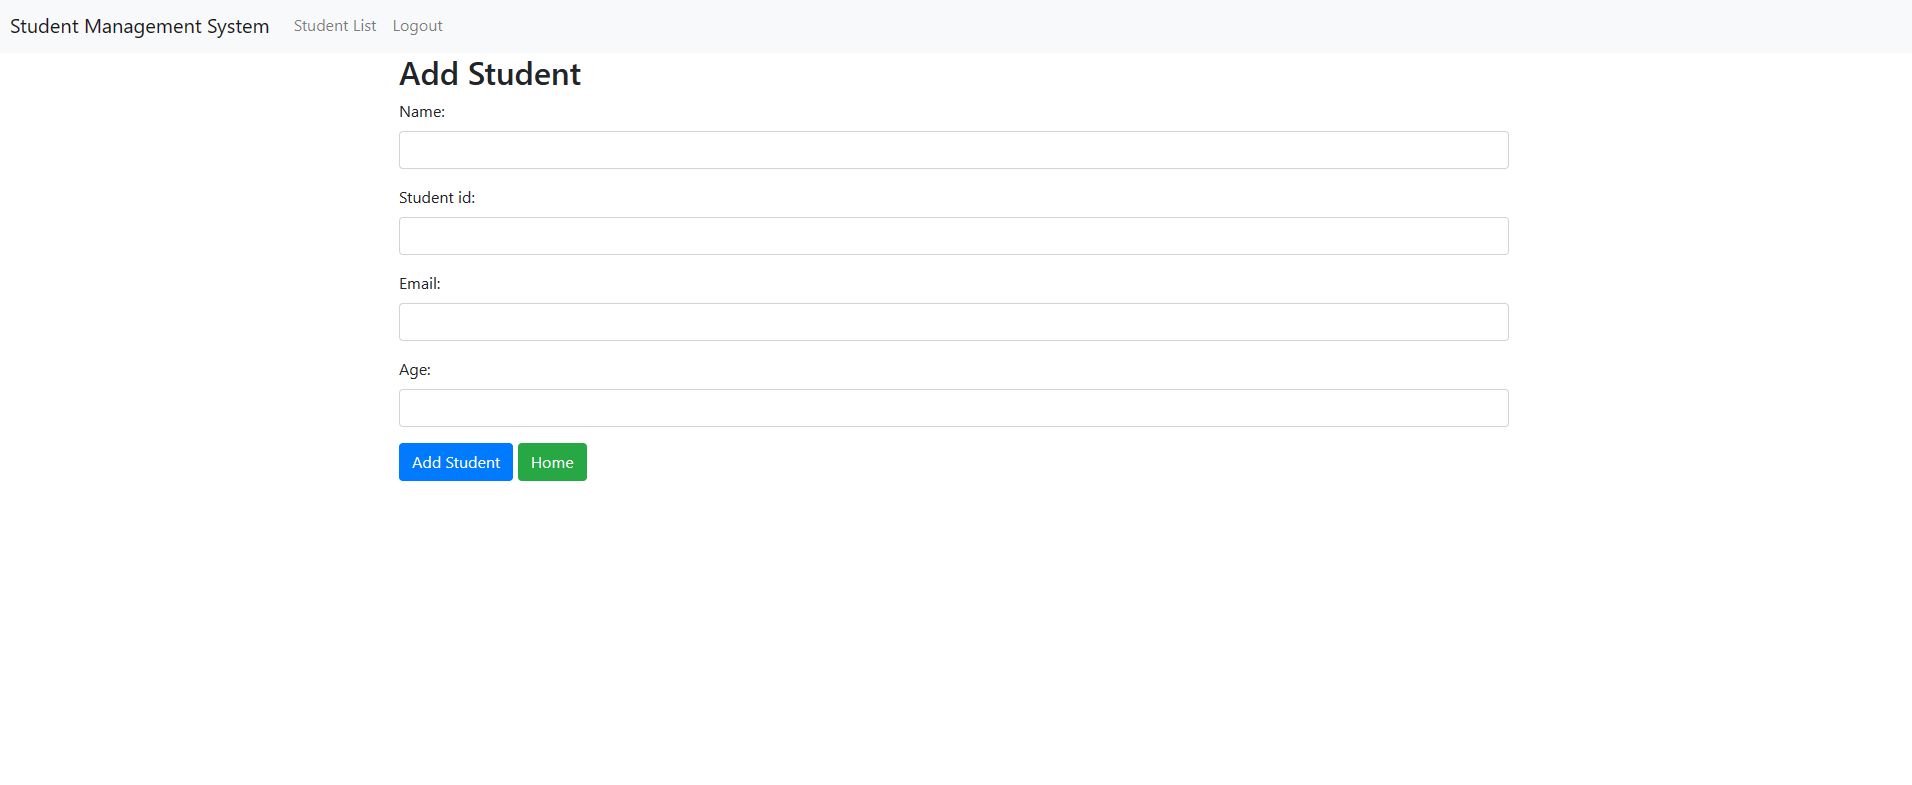 Student Management System Student List Logout
Add Student
Name:
Student id:
Email:
Age:
Add Student Home